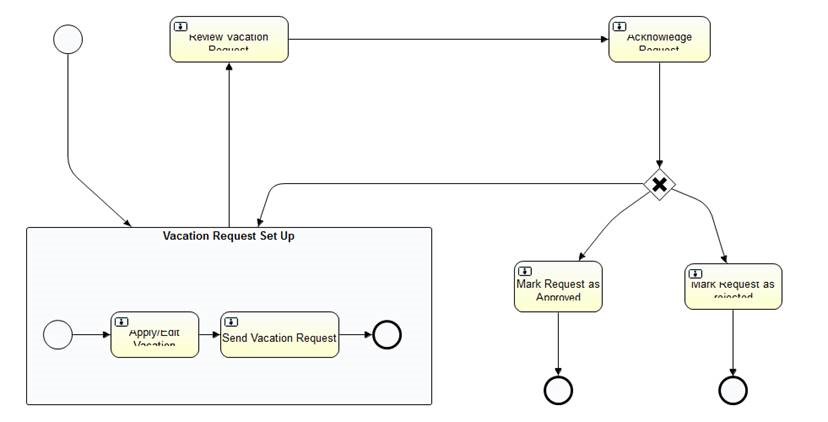 Review Vacation
Request
Acknowledge
Request
Vacation Request Set Up
Apply/Edit
Vacation
Send Vacation Request
Mark Request as
Approved
Mark Request as
rejected